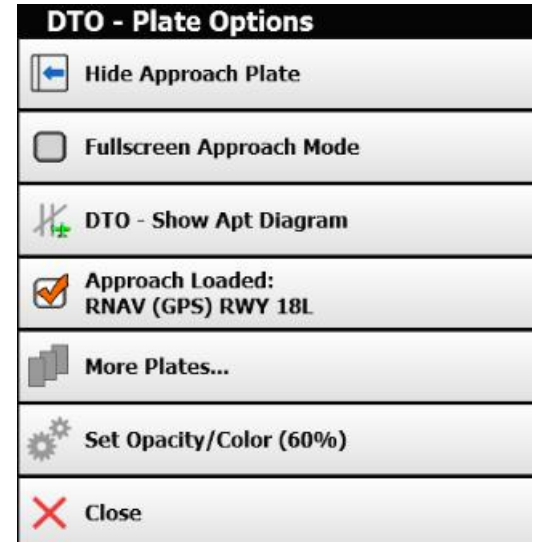 DTO - Plate Options
Hide Approach Plate
Fullscreen Approach Mode
DTO - Show Apt Diagram
Approach Loaded:
RNAV (GPS) RWY 18L
More Plates...
Set Opacity/Color (60%)
Close